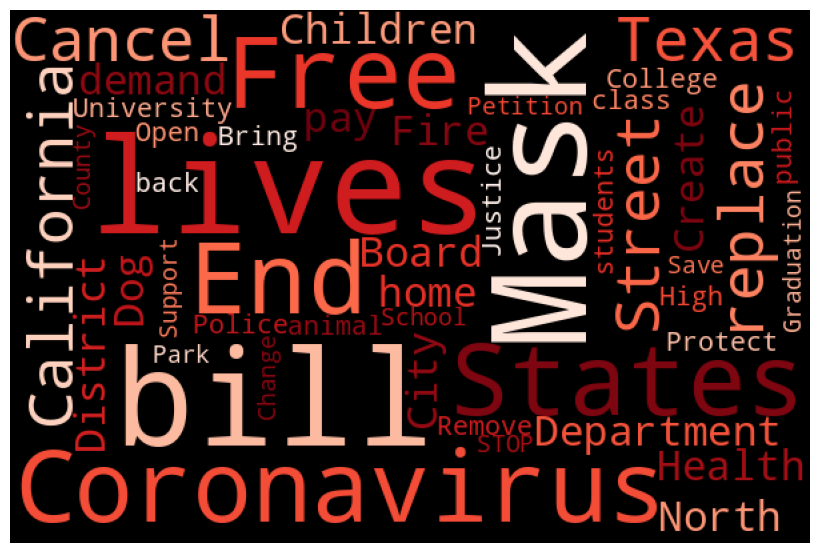 Cancel
Children
Texas
Free
demand
College
University
class
Petition
pay
Fire
Open
Bring
County
California
lives
back
Mask
Justice
students
Street
Create
replace
public
Graduation
End
Board
home
Save
High
Dog
Support
District
Police
animal
School
Protect
Park
Change
bill
City
States
Remove
STOP
Department
Coronavirus
Health
North